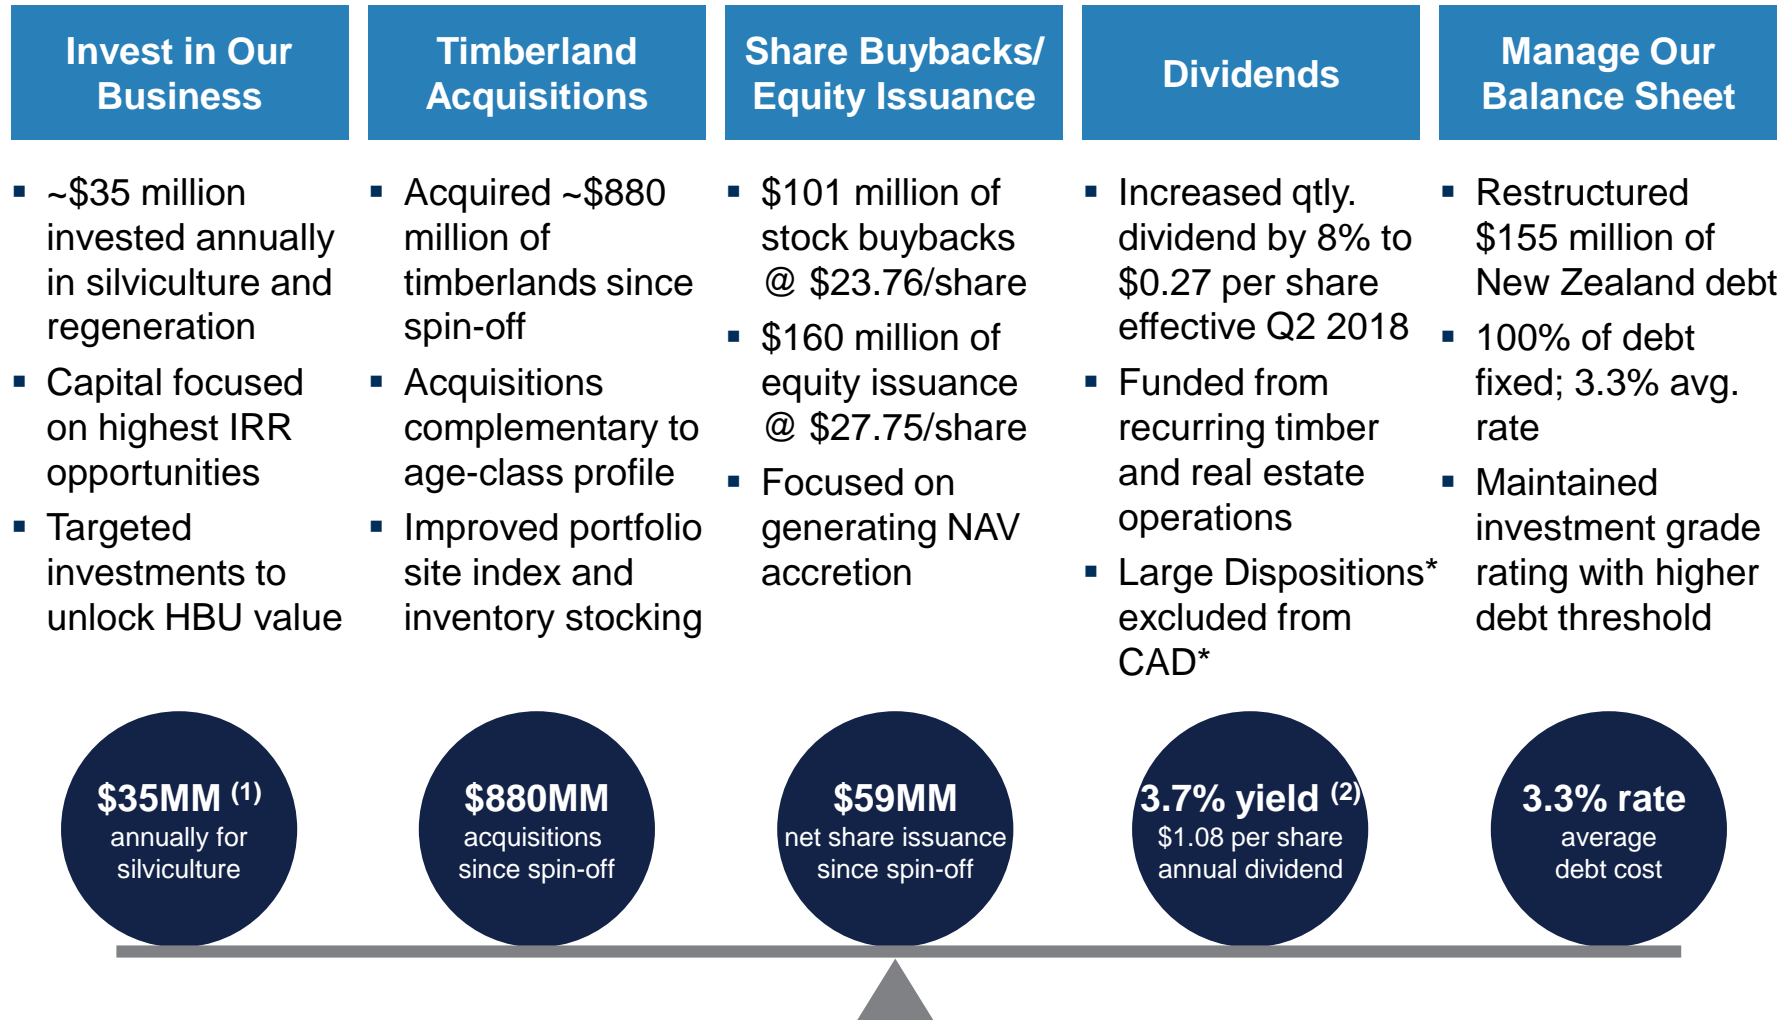 Invest in Our
Business
Timberland
Acquisitions
Share Buybacks/
Equity Issuance
Dividends
Manage Our
Balance Sheet
▪ ~$35 million
invested annually
in silviculture and
regeneration
▪ Capital focused
on highest IRR
opportunities
▪ Targeted
investments to
unlock HBU value
▪ Acquired ~$880
million of
timberlands since
spin-off
▪ Acquisitions
complementary to
age-class profile
▪ Improved portfolio
site index and
inventory stocking
▪ $101 million of
stock buybacks
@ $23.76/share
▪ $160 million of
equity issuance
@ $27.75/share
▪ Focused on
generating NAV
accretion
▪ Increased qtly.
dividend by 8% to
$0.27 per share
effective Q2 2018
▪ Funded from
recurring timber
and real estate
operations
▪ Large Dispositions*
excluded from
CAD*
▪ Restructured
$155 million of
New Zealand debt
▪ 100% of debt
fixed; 3.3% avg.
rate
▪ Maintained
investment grade
rating with higher
debt threshold
$35MM (1)
annually for
silviculture
$880MM
acquisitions
since spin-off
$59MM
net share issuance
since spin-off
3.7% yield (2)
$1.08 per share
annual dividend
3.3% rate
average
debt cost